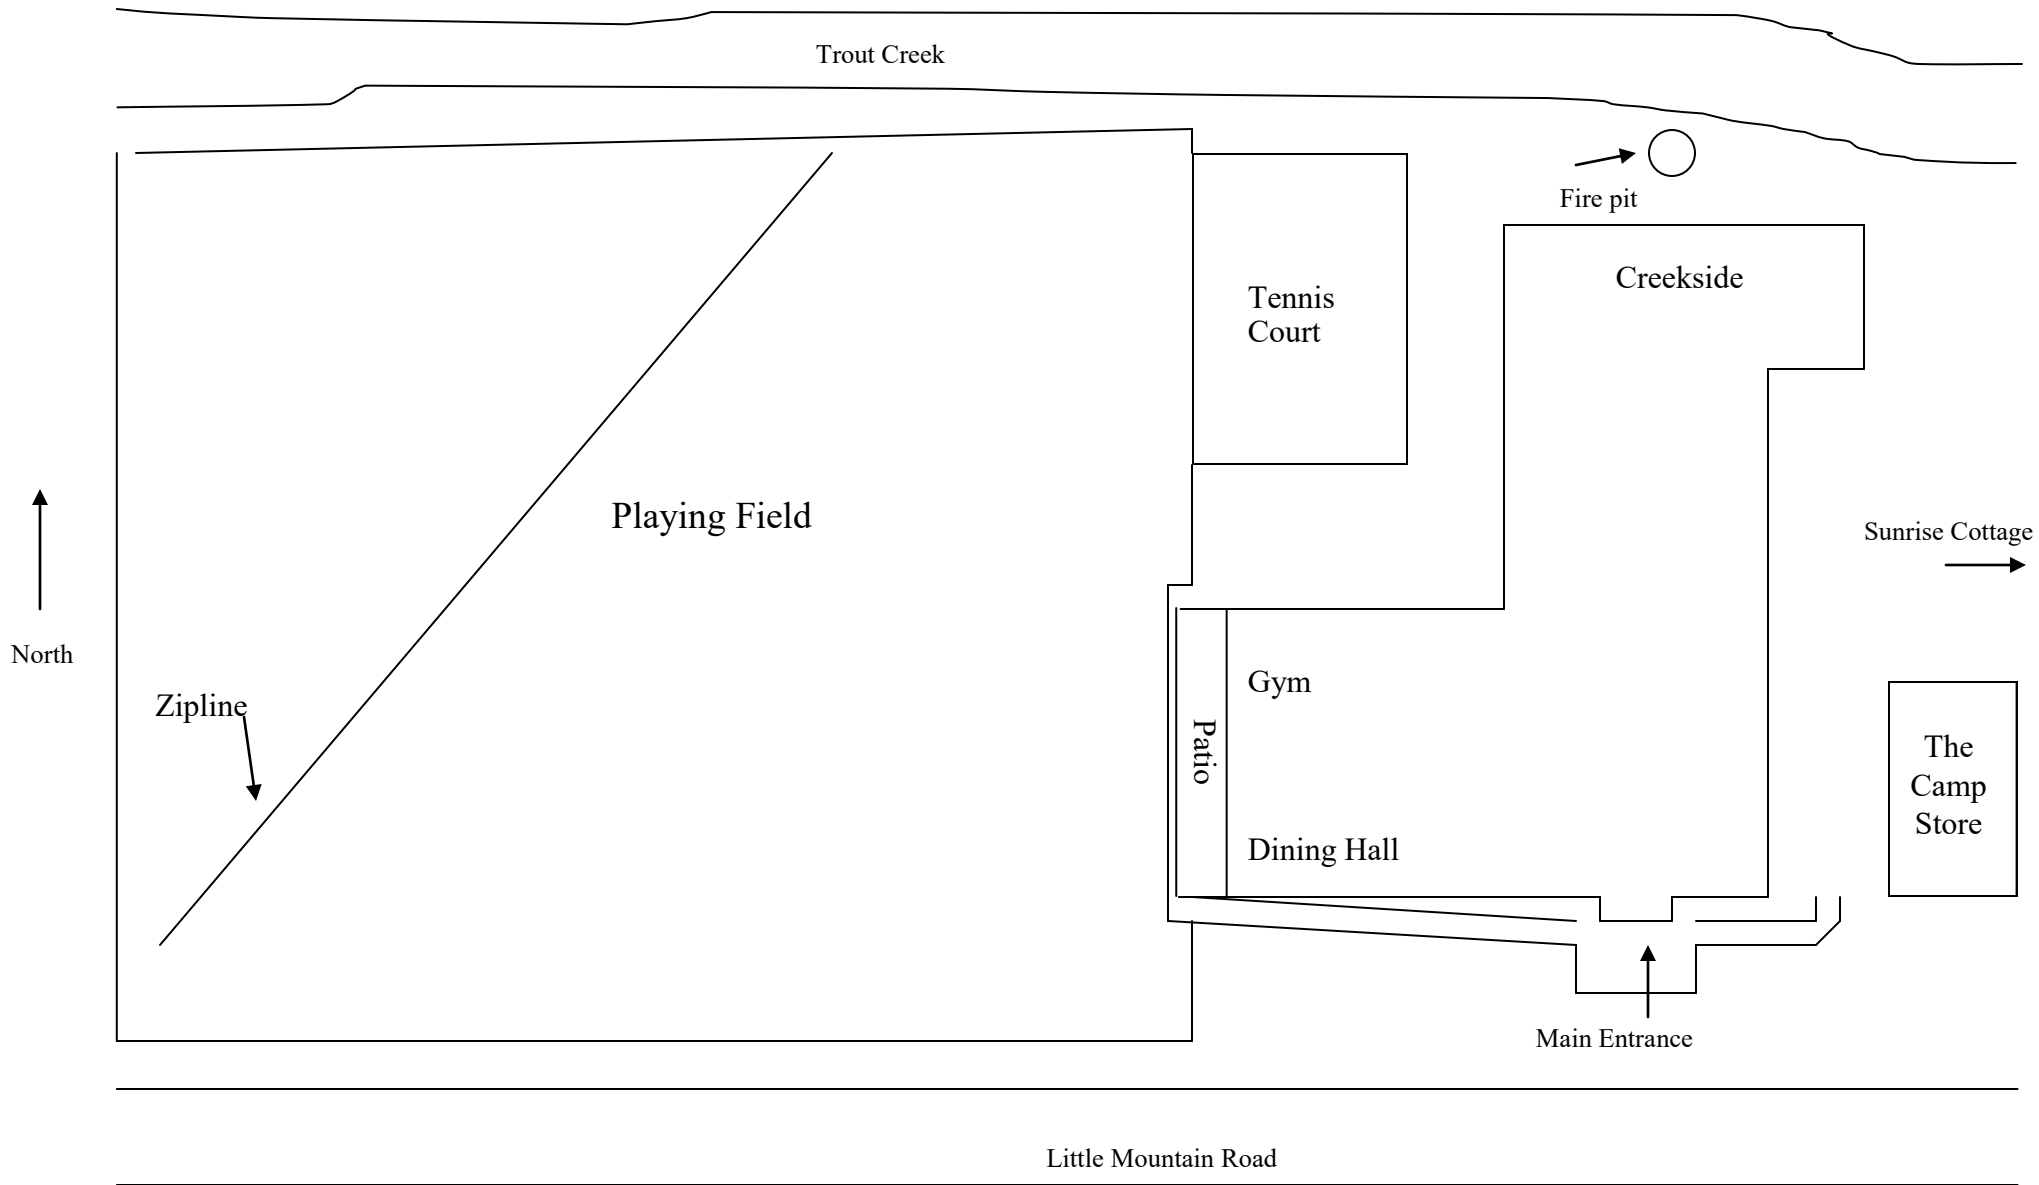 Trout Creek
Fire pit
Creekside
Tennis
Court
Playing Field
Sunrise Cottage
North
Zipline
Gym
Patio
The
Camp
Store
Dining Hall
Main Entrance
Little Mountain Road